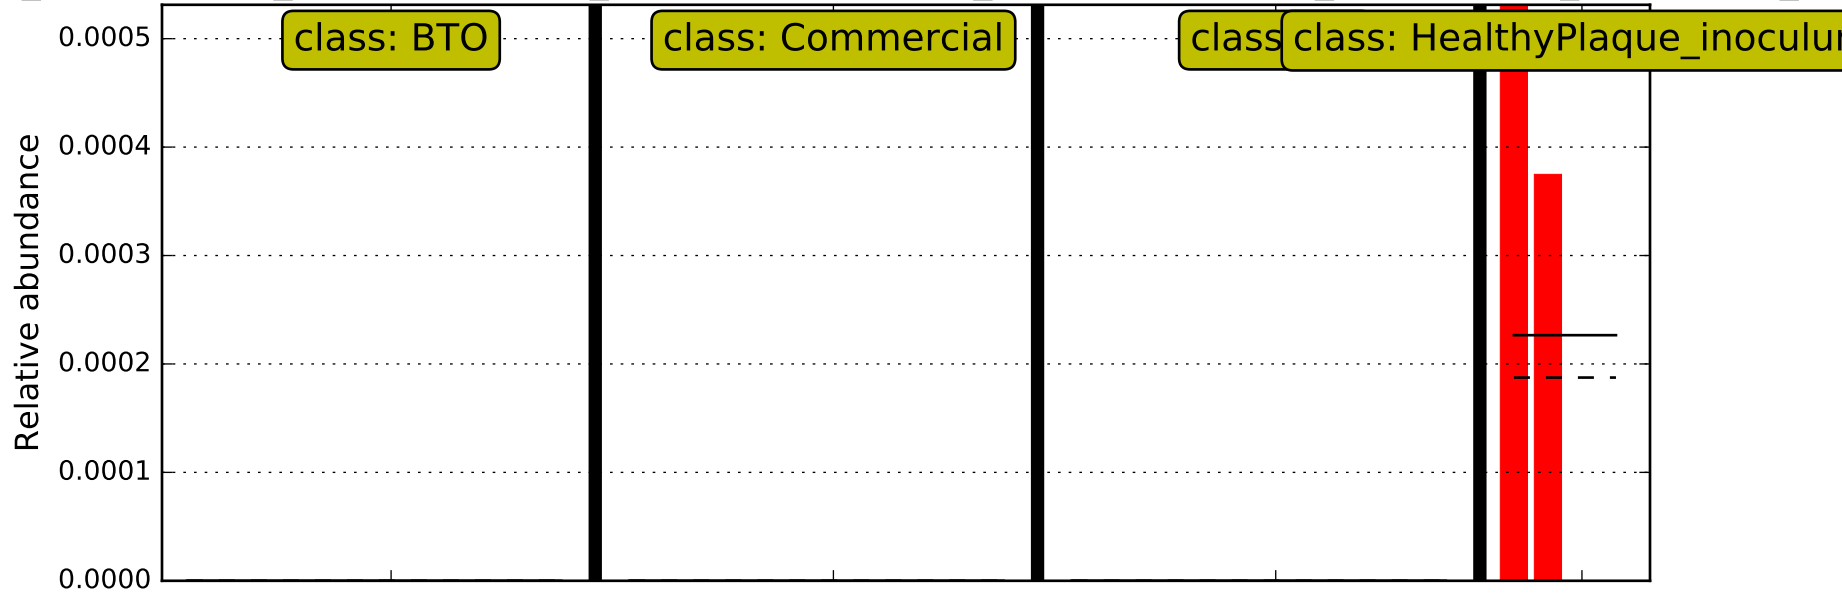 0.0005
class: BTO
class: Commercial
class
class: HealthyPlaque_inoculu
0.0004
0.0003
0.0002
0.0001
0.0000
Relative abundance